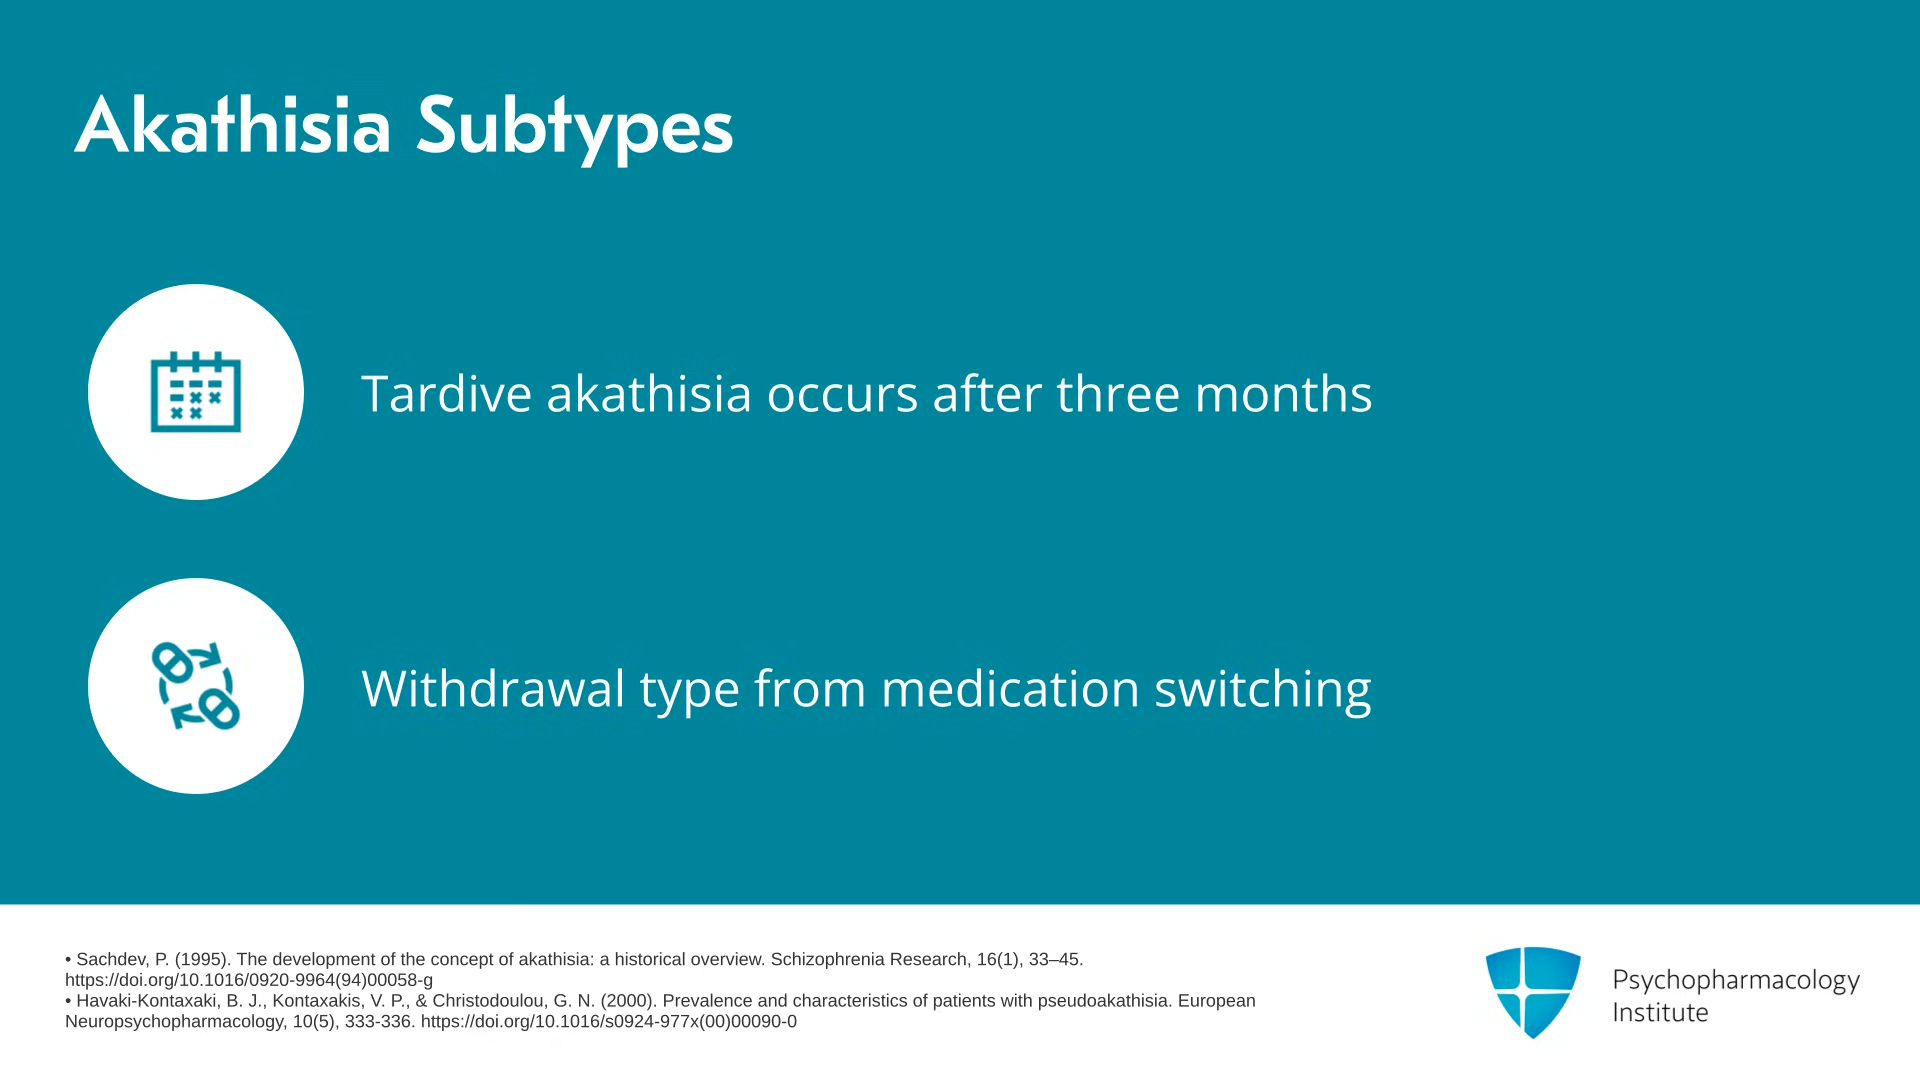 Akathisia Subtypes
Tardive akathisia occurs after three months
Withdrawal type from medication switching
• Sachdev, P. (1995). The development of the concept of akathisia: a historical overview. Schizophrenia Research, 16(1), 33–45.
https://doi.org/10.1016/0920-9964(94)00058-g
• Havaki-Kontaxaki, B. J., Kontaxakis, V. P., & Christodoulou, G. N. (2000). Prevalence and characteristics of patients with pseudoakathisia. European
Neuropsychopharmacology, 10(5), 333-336. https://doi.org/10.1016/s0924-977x(00)00090-0
Psychopharmacology
Institute